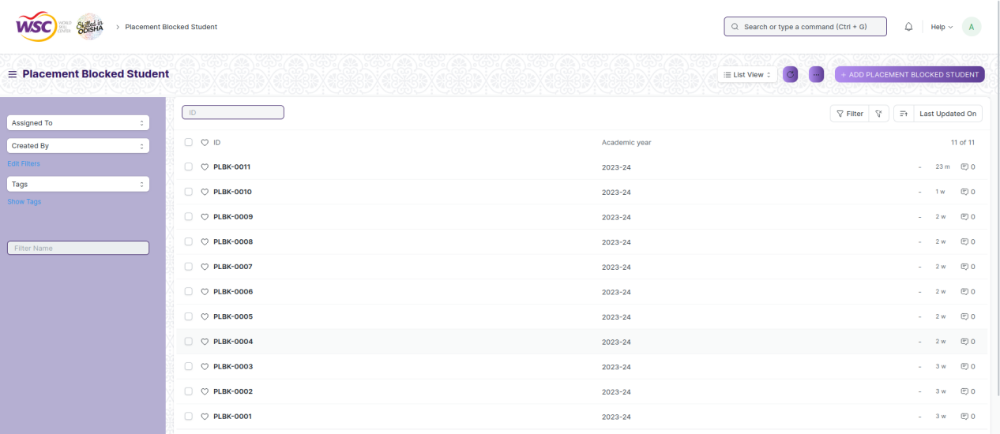 WSC WORLD SKILL CENTER Skilled in ODISHA > Placement Blocked Student
Search or type a command (Ctrl + G)
Help
A
Placement Blocked Student
List View
...
+ ADD PLACEMENT BLOCKED STUDENT
Assigned To
Created By
Edit Filters
Tags
Show Tags
Filter Name
ID
Filter
Last Updated On
ID Academic year 11 of 11
PLBK-0011 2023-24 - 23 m 0
PLBK-0010 2023-24 - 1 w 0
PLBK-0009 2023-24 - 2 w 0
PLBK-0008 2023-24 - 2 w 0
PLBK-0007 2023-24 - 2 w 0
PLBK-0006 2023-24 - 2 w 0
PLBK-0005 2023-24 - 2 w 0
PLBK-0004 2023-24 - 2 w 0
PLBK-0003 2023-24 - 3 w 0
PLBK-0002 2023-24 - 3 w 0
PLBK-0001 2023-24 - 3 w 0